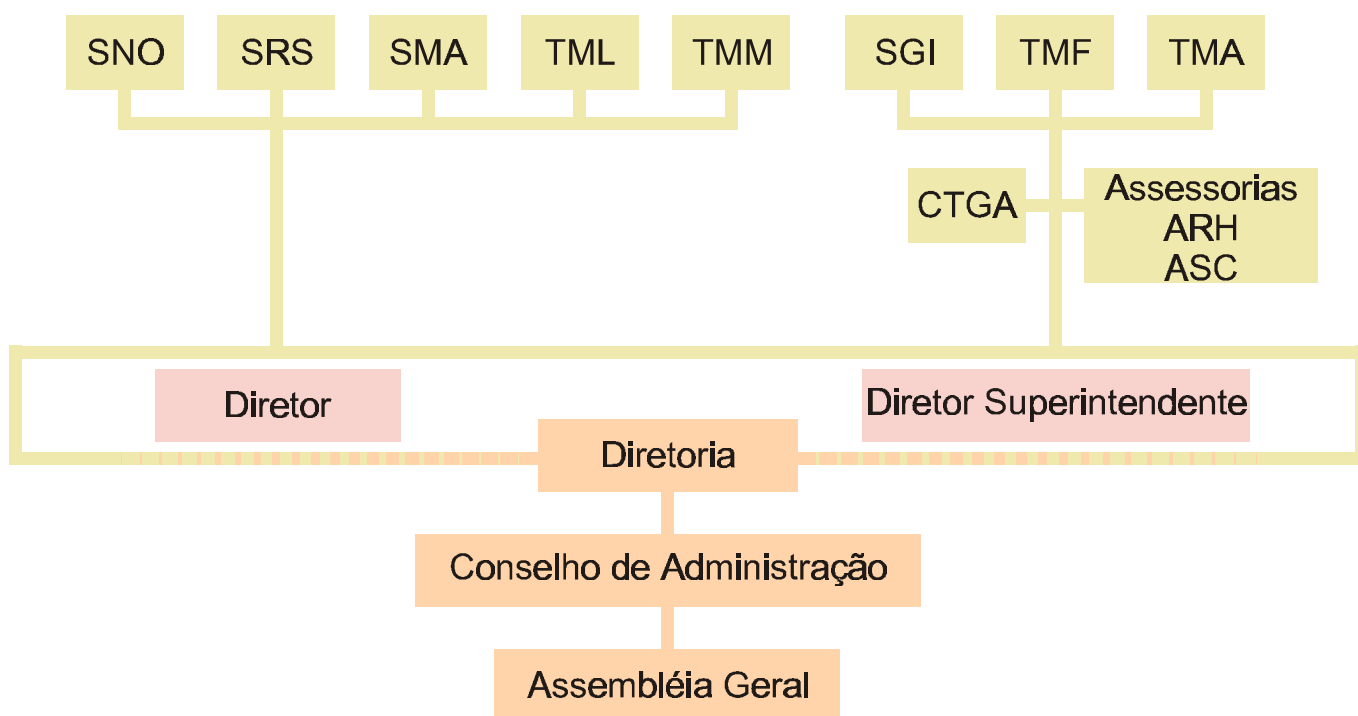 SNO
SRS
SMA
TML
TMM
SGI
TMF
TMA
CTGA
Assessorias
ARH
ASC
Diretor
Diretor Superintendente
Diretoria
Conselho de Administração
Assembléia Geral